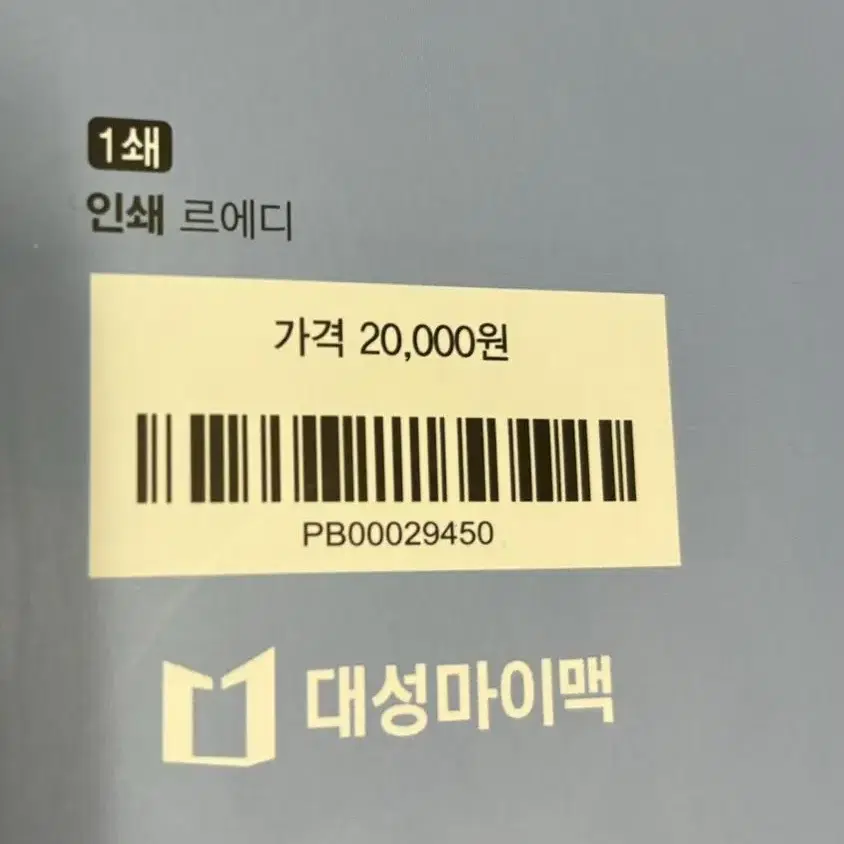 1쇄
인쇄 르에디
가격 20,000원
PB00029450
대성마이맥